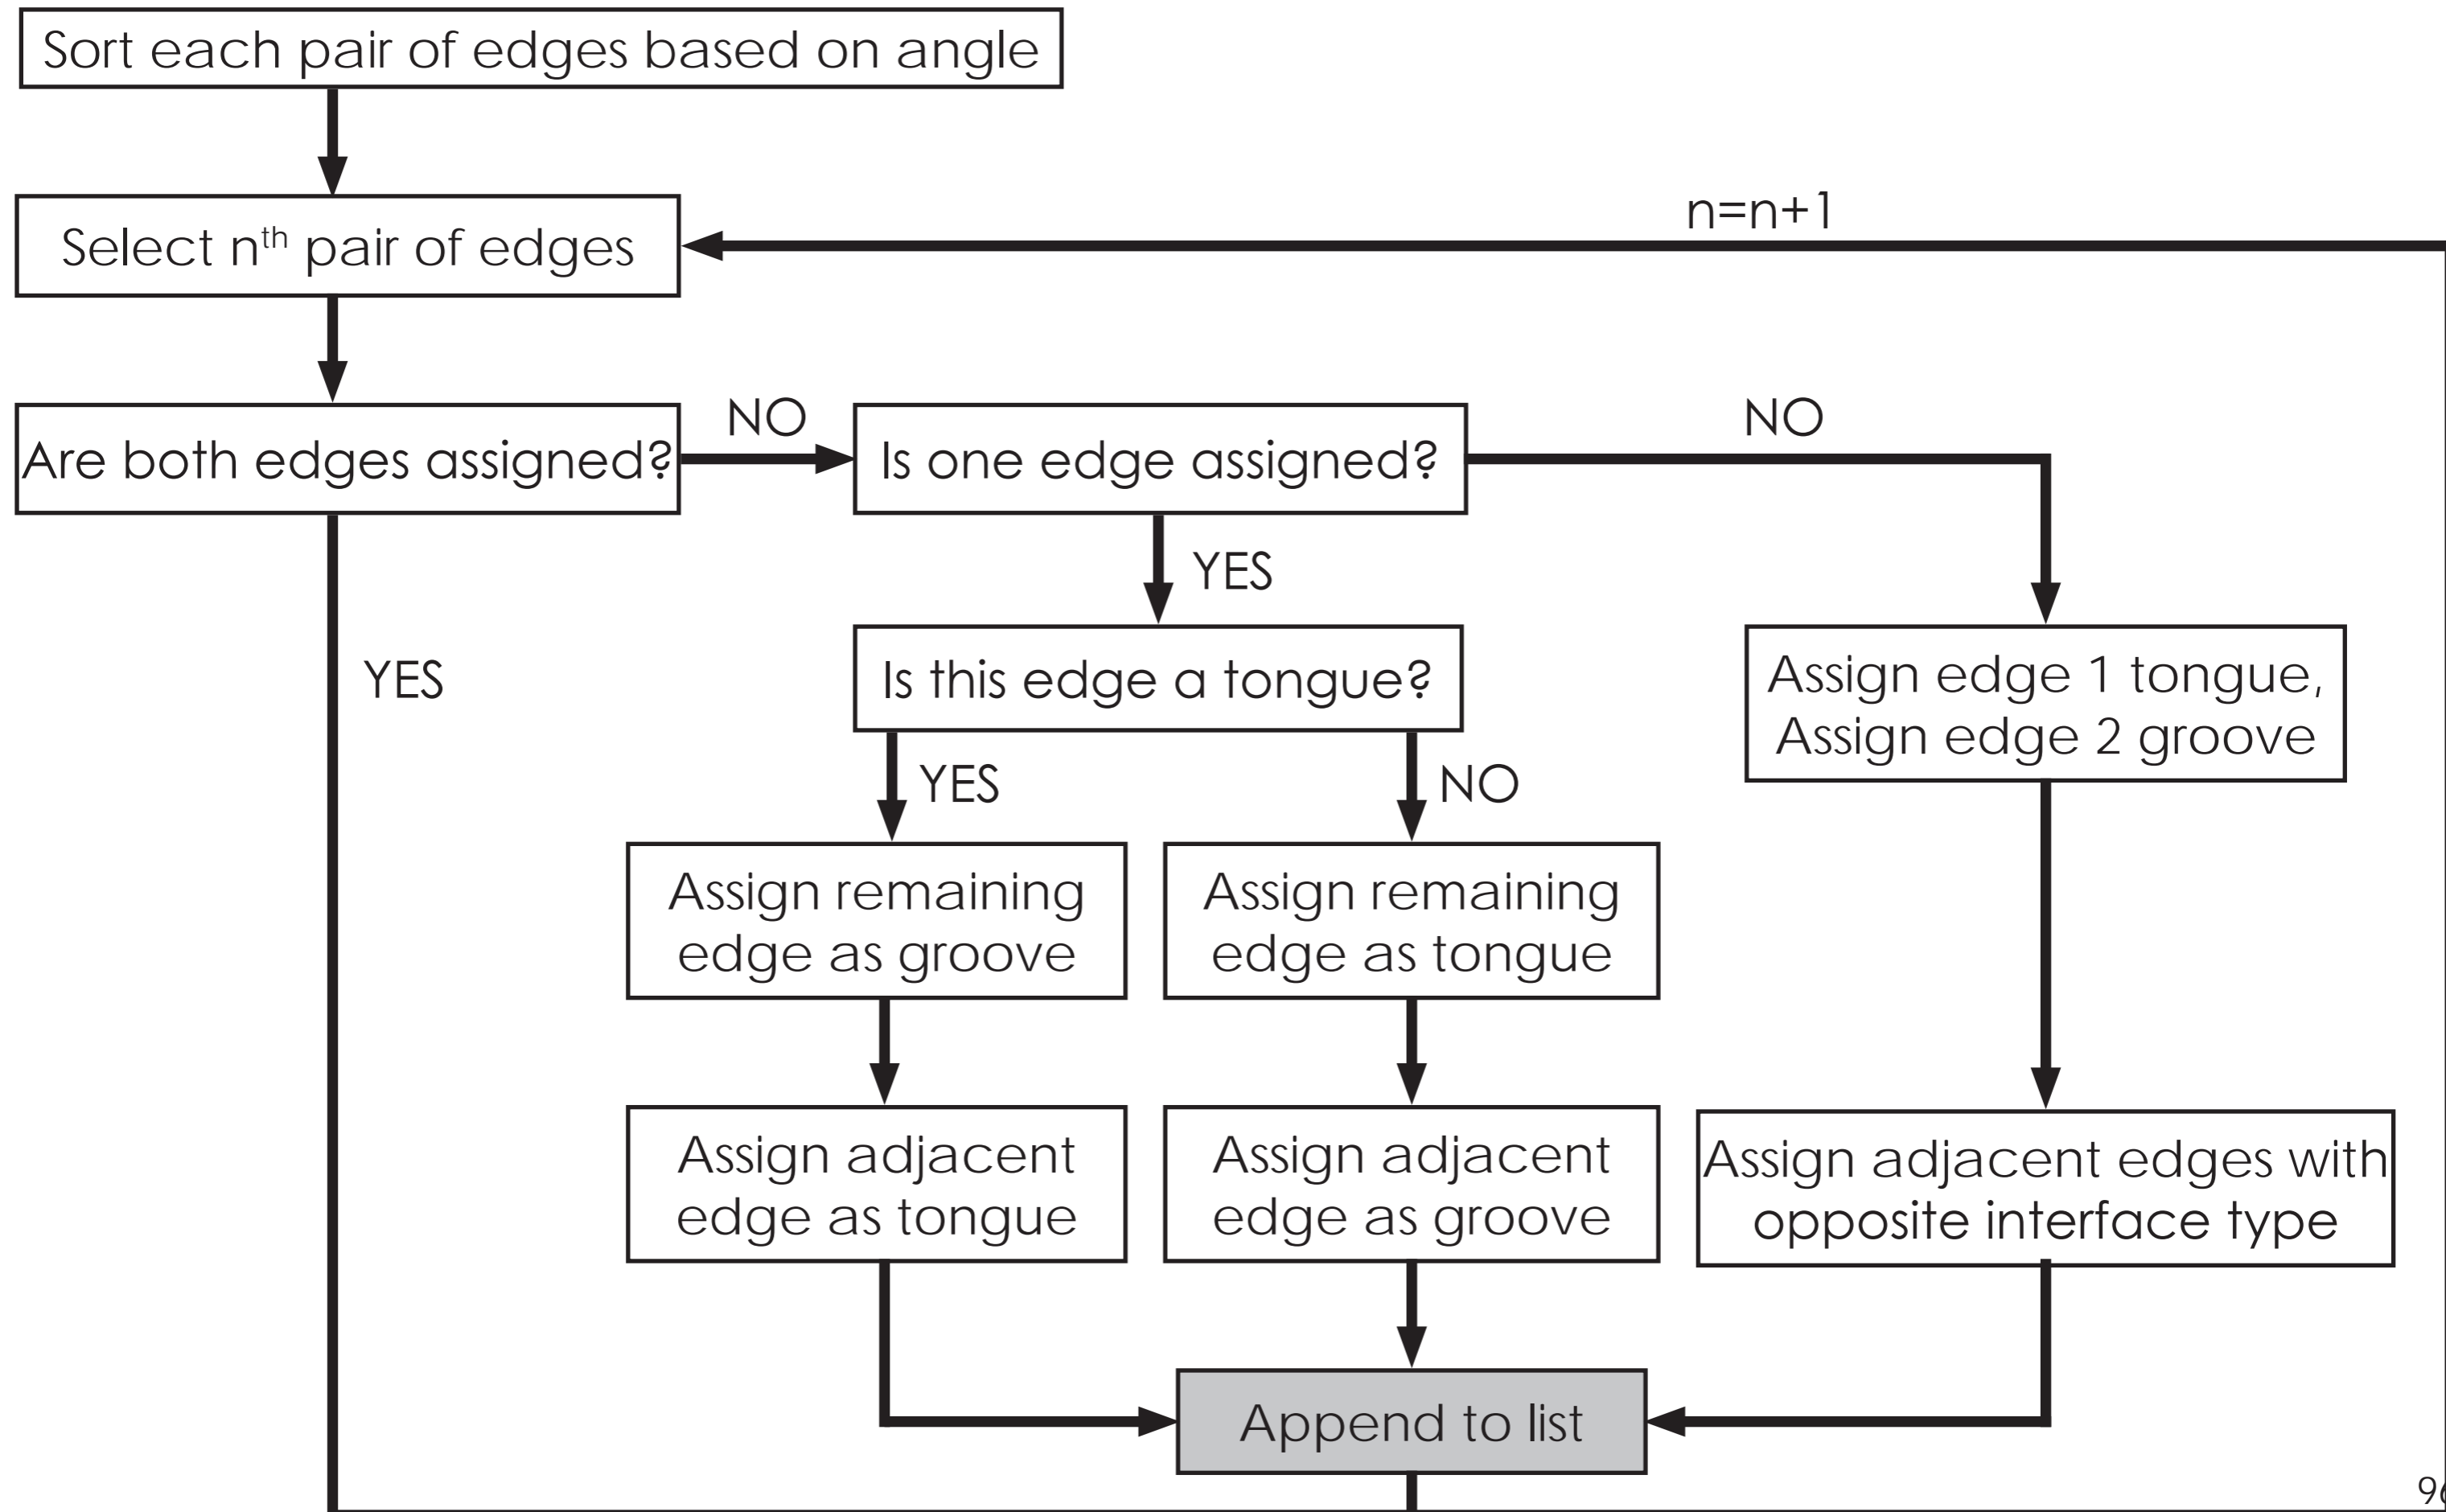 Sort each pair of edges based on angle
n=n+1
Select nth pair of edges
NO
NO
Are both edges assigned?
Is one edge assigned?
YES
YES
Is this edge a tongue?
Assign edge 1 tongue,
Assign edge 2 groove
YES
NO
Assign remaining
edge as groove
Assign remaining
edge as tongue
Assign adjacent
edge as tongue
Assign adjacent
edge as groove
Assign adjacent edges with
opposite interface type
Append to list